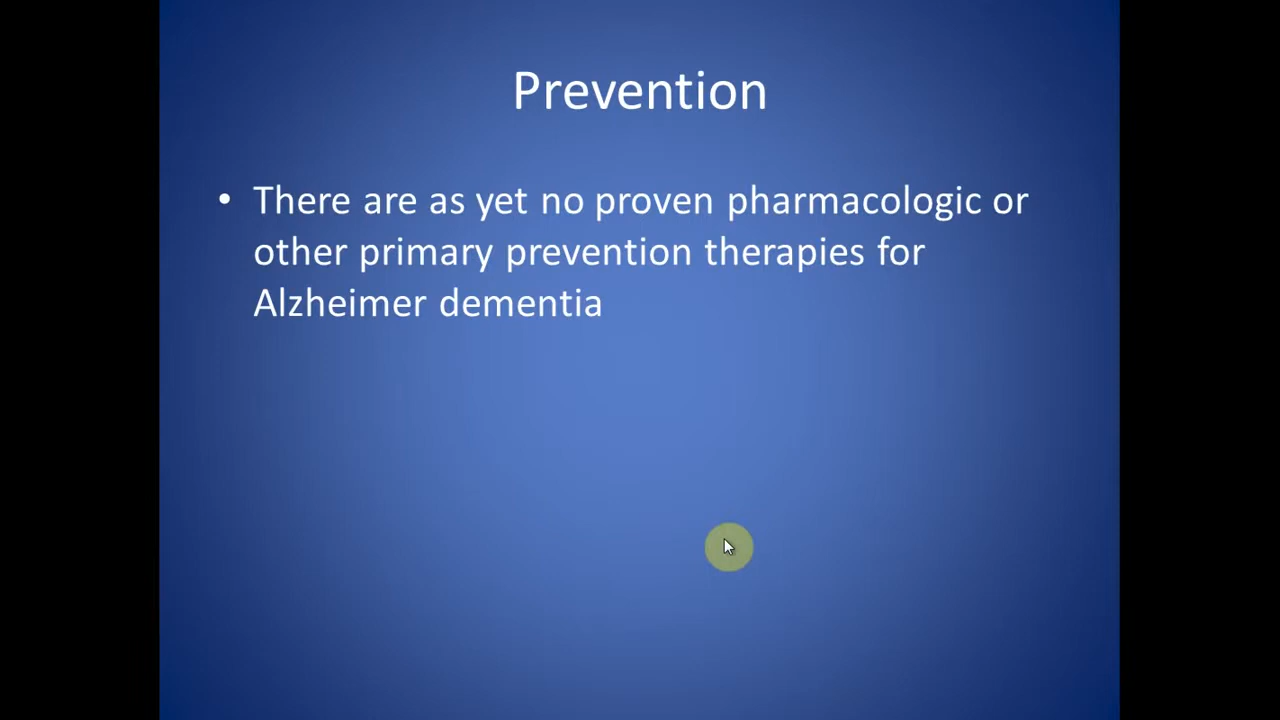 Prevention
• There are as yet no proven pharmacologic or
other primary prevention therapies for
Alzheimer dementia